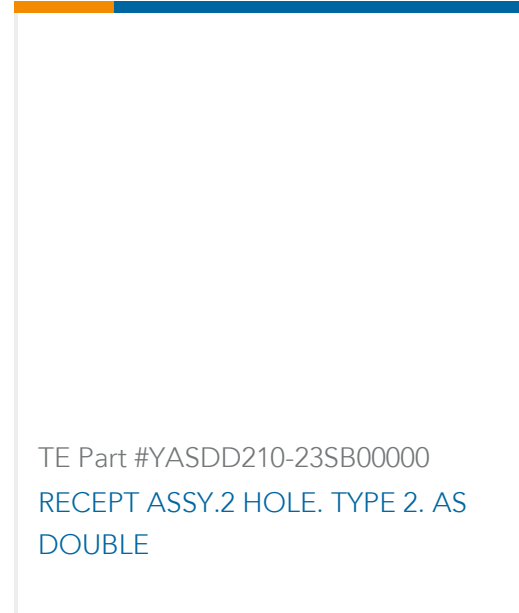 TE Part #YASDD210-23SB00000
RECEPT ASSY.2 HOLE. TYPE 2. AS
DOUBLE